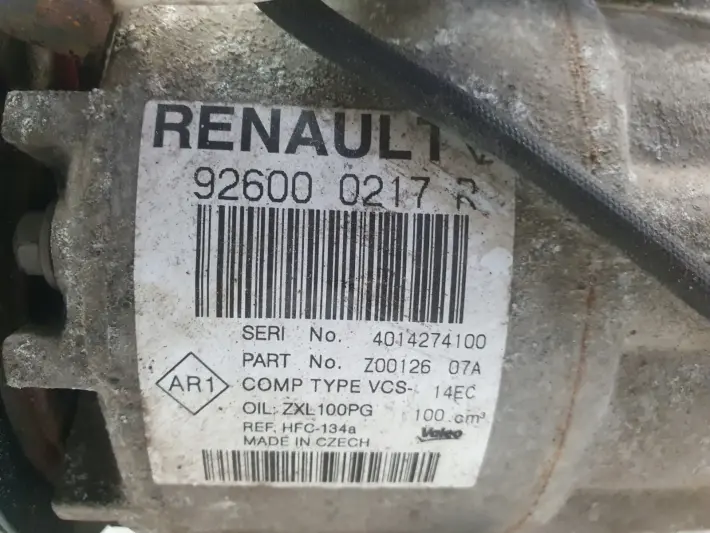 RENAULT
92600 0217 R
SERI No. 4014274100
PART No. Z00126 07A
AR1
COMP TYPE VCS- 14EC
OIL: ZXL100PG 100 cm³
REF. HFC-134a
Valeo
MADE IN CZECH